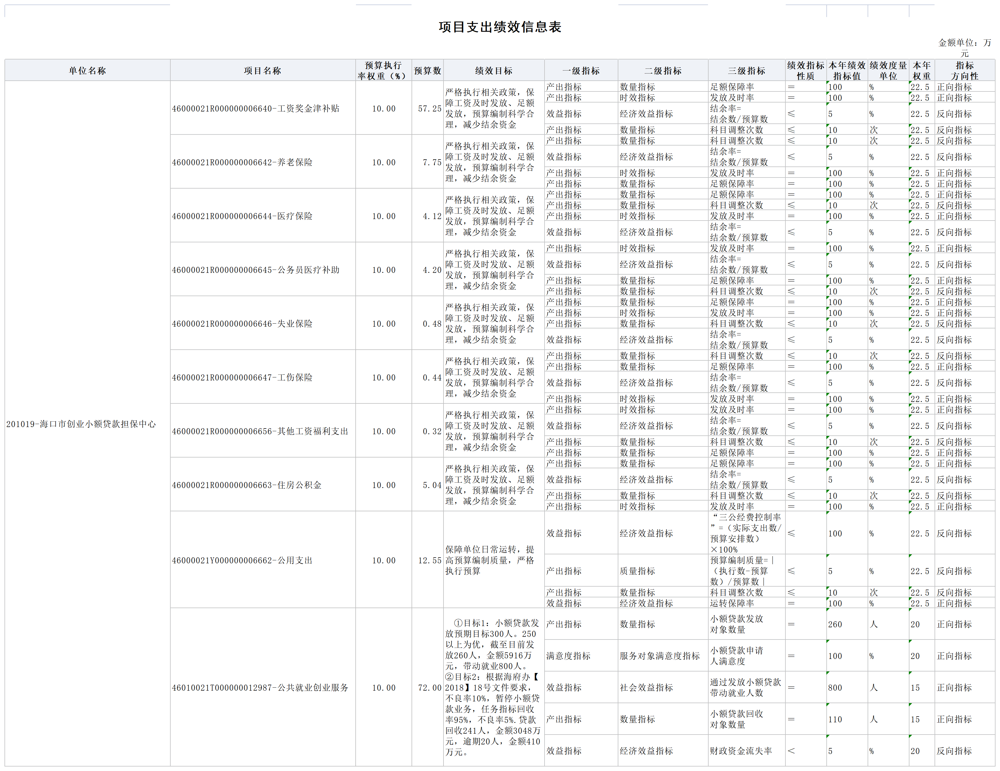 项目支出绩效信息表
金额单位：万
元
单位名称 项目名称 预算执行率权重（%） 预算数 绩效目标 一级指标 二级指标 三级指标 绩效指标性质 本年绩效指标值 绩效度量单位 本年权重 指标方向性
201019-海口市创业小额贷款担保中心
46000021R000000006640-工资奖金津补贴 10.00 57.25
严格执行相关政策，保
障工资及时发放、足额
发放，预算编制科学合
理，减少结余资金
产出指标 数量指标 足额保障率 ＝ 100 % 22.5 正向指标
产出指标 时效指标 发放及时率 ＝ 100 % 22.5 正向指标
效益指标 经济效益指标 结余率=结余数/预算数 ≤ 5 % 22.5 反向指标
产出指标 数量指标 科目调整次数 ≤ 10 次 22.5 反向指标
46000021R000000006642-养老保险 10.00 7.75
严格执行相关政策，保
障工资及时发放、足额
发放，预算编制科学合
理，减少结余资金
产出指标 数量指标 科目调整次数 ≤ 10 次 22.5 反向指标
效益指标 经济效益指标 结余率=结余数/预算数 ≤ 5 % 22.5 反向指标
产出指标 时效指标 发放及时率 ＝ 100 % 22.5 正向指标
产出指标 数量指标 足额保障率 ＝ 100 % 22.5 正向指标
46000021R000000006644-医疗保险 10.00 4.12
严格执行相关政策，保
障工资及时发放、足额
发放，预算编制科学合
理，减少结余资金
产出指标 数量指标 足额保障率 ＝ 100 % 22.5 正向指标
产出指标 数量指标 科目调整次数 ≤ 10 次 22.5 反向指标
产出指标 时效指标 发放及时率 ＝ 100 % 22.5 正向指标
效益指标 经济效益指标 结余率=结余数/预算数 ≤ 5 % 22.5 反向指标
46000021R000000006645-公务员医疗补助 10.00 4.20
严格执行相关政策，保
障工资及时发放、足额
发放，预算编制科学合
理，减少结余资金
产出指标 时效指标 发放及时率 ＝ 100 % 22.5 正向指标
效益指标 经济效益指标 结余率=结余数/预算数 ≤ 5 % 22.5 反向指标
产出指标 数量指标 足额保障率 ＝ 100 % 22.5 正向指标
产出指标 数量指标 科目调整次数 ≤ 10 次 22.5 反向指标
46000021R000000006646-失业保险 10.00 0.48
严格执行相关政策，保
障工资及时发放、足额
发放，预算编制科学合
理，减少结余资金
产出指标 数量指标 足额保障率 ＝ 100 % 22.5 正向指标
产出指标 时效指标 发放及时率 ＝ 100 % 22.5 正向指标
产出指标 数量指标 科目调整次数 ≤ 10 次 22.5 反向指标
效益指标 经济效益指标 结余率=结余数/预算数 ≤ 5 % 22.5 反向指标
46000021R000000006647-工伤保险 10.00 0.44
严格执行相关政策，保
障工资及时发放、足额
发放，预算编制科学合
理，减少结余资金
产出指标 数量指标 科目调整次数 ≤ 10 次 22.5 反向指标
产出指标 数量指标 足额保障率 ＝ 100 % 22.5 正向指标
效益指标 经济效益指标 结余率=结余数/预算数 ≤ 5 % 22.5 反向指标
产出指标 时效指标 发放及时率 ＝ 100 % 22.5 正向指标
46000021R000000006656-其他工资福利支出 10.00 0.32
严格执行相关政策，保
障工资及时发放、足额
发放，预算编制科学合
理，减少结余资金
产出指标 时效指标 发放及时率 ＝ 100 % 22.5 正向指标
效益指标 经济效益指标 结余率=结余数/预算数 ≤ 5 % 22.5 反向指标
产出指标 数量指标 科目调整次数 ≤ 10 次 22.5 反向指标
产出指标 数量指标 足额保障率 ＝ 100 % 22.5 正向指标
46000021R000000006663-住房公积金 10.00 5.04
严格执行相关政策，保
障工资及时发放、足额
发放，预算编制科学合
理，减少结余资金
产出指标 数量指标 足额保障率 ＝ 100 % 22.5 正向指标
效益指标 经济效益指标 结余率=结余数/预算数 ≤ 5 % 22.5 反向指标
产出指标 数量指标 科目调整次数 ≤ 10 次 22.5 反向指标
产出指标 时效指标 发放及时率 ＝ 100 % 22.5 正向指标
46000021Y000000006662-公用支出 10.00 12.55
保障单位日常运转，提
高预算编制质量，严格
执行预算
效益指标 经济效益指标 “三公经费控制率”=（实际支出数/预算安排数）×100% ≤ 100 % 22.5 反向指标
产出指标 质量指标 预算编制质量=｜（执行数-预算数）/预算数｜ ≤ 5 % 22.5 反向指标
产出指标 数量指标 科目调整次数 ≤ 10 次 22.5 反向指标
效益指标 经济效益指标 运转保障率 ＝ 100 % 22.5 正向指标
46010021T000000012987-公共就业创业服务 10.00 72.00
①目标1：小额贷款发
放预期目标300人。250
以上为优，截至目前发
放260人，金额5916万
元，带动就业800人。
②目标2：根据海府办【
2018】18号文件要求，
不良率10%，暂停小额贷
款业务，任务指标回收
率95%，不良率5%.贷款
回收241人，金额3048万
元，逾期20人，金额410
万元。
产出指标 数量指标 小额贷款发放对象数量 ＝ 260 人 20 正向指标
满意度指标 服务对象满意度指标 小额贷款申请人满意度 ＝ 100 % 20 正向指标
效益指标 社会效益指标 通过发放小额贷款带动就业人数 ＝ 800 人 15 正向指标
产出指标 数量指标 小额贷款回收对象数量 ＝ 110 人 15 正向指标
效益指标 经济效益指标 财政资金流失率 ＜ 5 % 20 反向指标